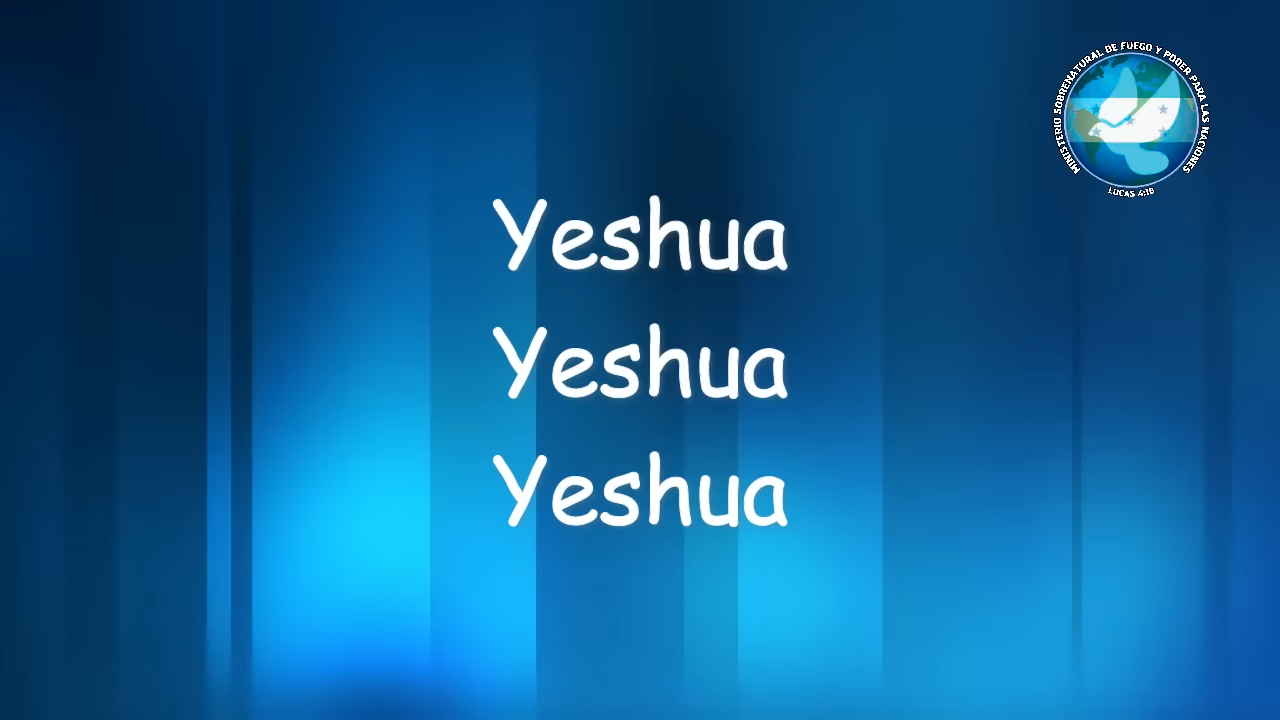 MINISTERIO SOBRENATURAL DE FUEGO Y PODER PARA LAS NACIONES
LUCAS 4:18
Yeshua
Yeshua
Yeshua